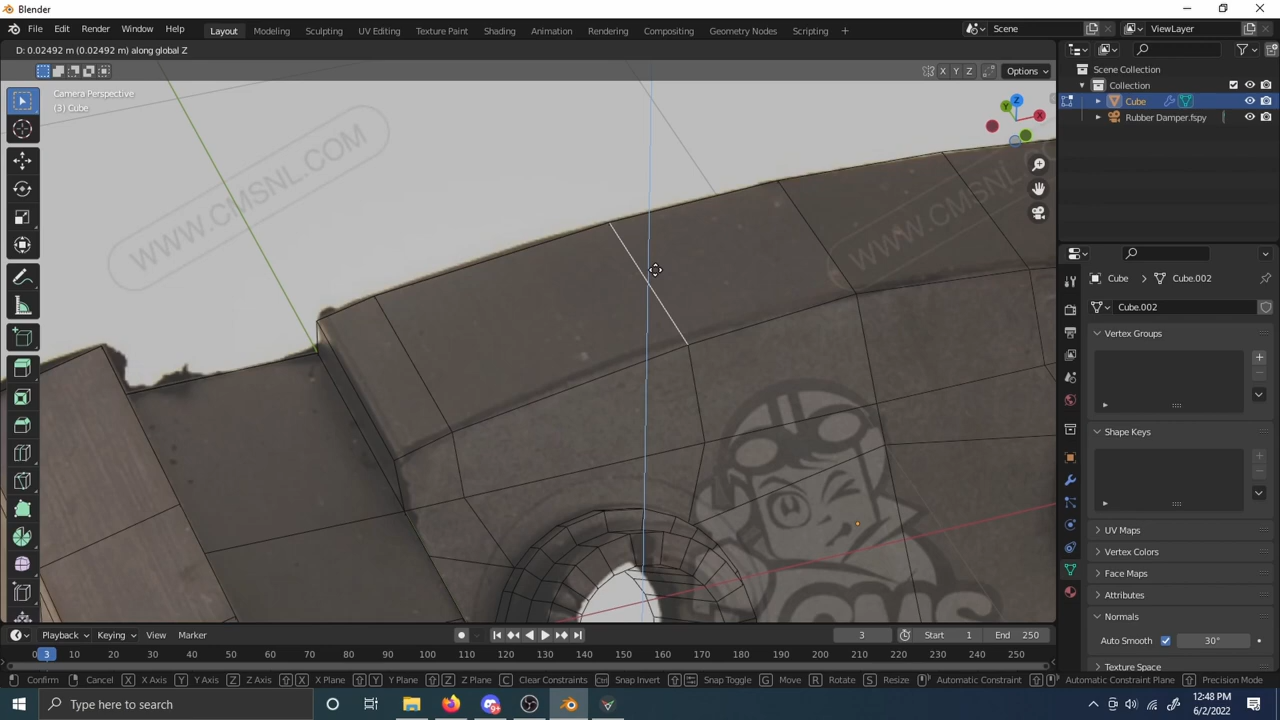 Blender
File Edit Render Window Help Layout Modeling Sculpting UV Editing Texture Paint Shading Animation Rendering Compositing Geometry Nodes Scripting + Scene ViewLayer
D: 0.02492 m (0.02492 m) along global Z
X Y Z Options
Camera Perspective
(3) Cube
Z
Y
X
WWW.CMSNL.COM
WWW.CMSNL.COM
CMS
Scene Collection
Collection
Cube
Rubber Damper.fspy
Cube Cube.002
Cube.002
Vertex Groups
Shape Keys
UV Maps
Vertex Colors
Face Maps
Attributes
Normals
Auto Smooth 30°
Texture Space
Playback Keying View Marker 3 Start 1 End 250
0 3 10 20 30 40 50 60 70 80 90 100 110 120 130 140 150 160 170 180 190 200 210 220 230 240 250
Confirm Cancel X X Axis Y Y Axis Z Z Axis X X Plane Y Y Plane Z Z Plane C Clear Constraints Ctrl Snap Invert Snap Toggle G Move R Rotate S Resize Automatic Constraint Automatic Constraint Plane Precision Mode
Type here to search
12:48 PM
6/2/2022